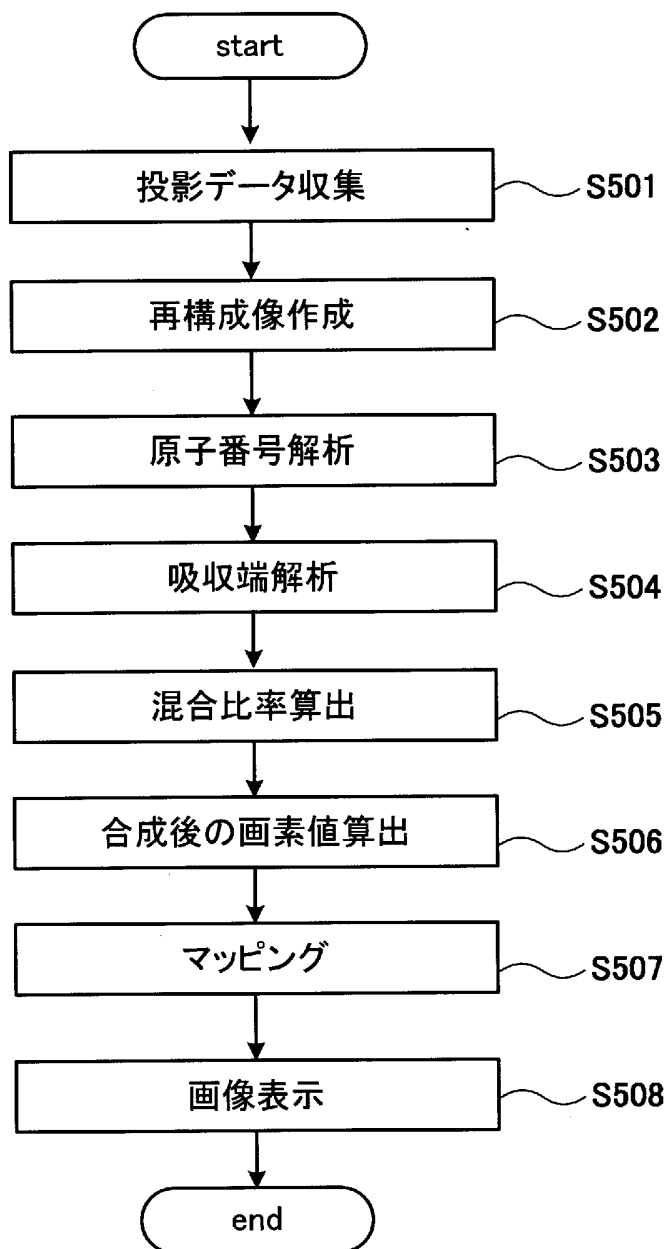 start
投影データ収集
S501
再構成像作成
S502
原子番号解析
S503
吸収端解析
S504
混合比率算出
S505
合成後の画素値算出
S506
マッピング
S507
画像表示
S508
end